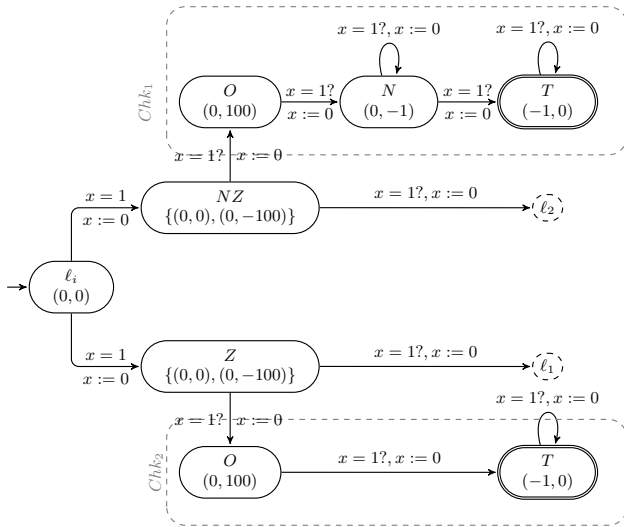 x = 1?, x := 0
x = 1?, x := 0
Chk₁
O
(0, 100)
x = 1?
x := 0
N
(0, −1)
x = 1?
x := 0
T
(−1, 0)
x = 1? x := 0
x = 1
x := 0
NZ
{(0, 0), (0, −100)}
x = 1?, x := 0
ℓ₂
ℓᵢ
(0, 0)
x = 1
x := 0
Z
{(0, 0), (0, −100)}
x = 1?, x := 0
ℓ₁
x = 1?, x := 0
x = 1? x := 0
Chk₂
O
(0, 100)
x = 1?, x := 0
T
(−1, 0)